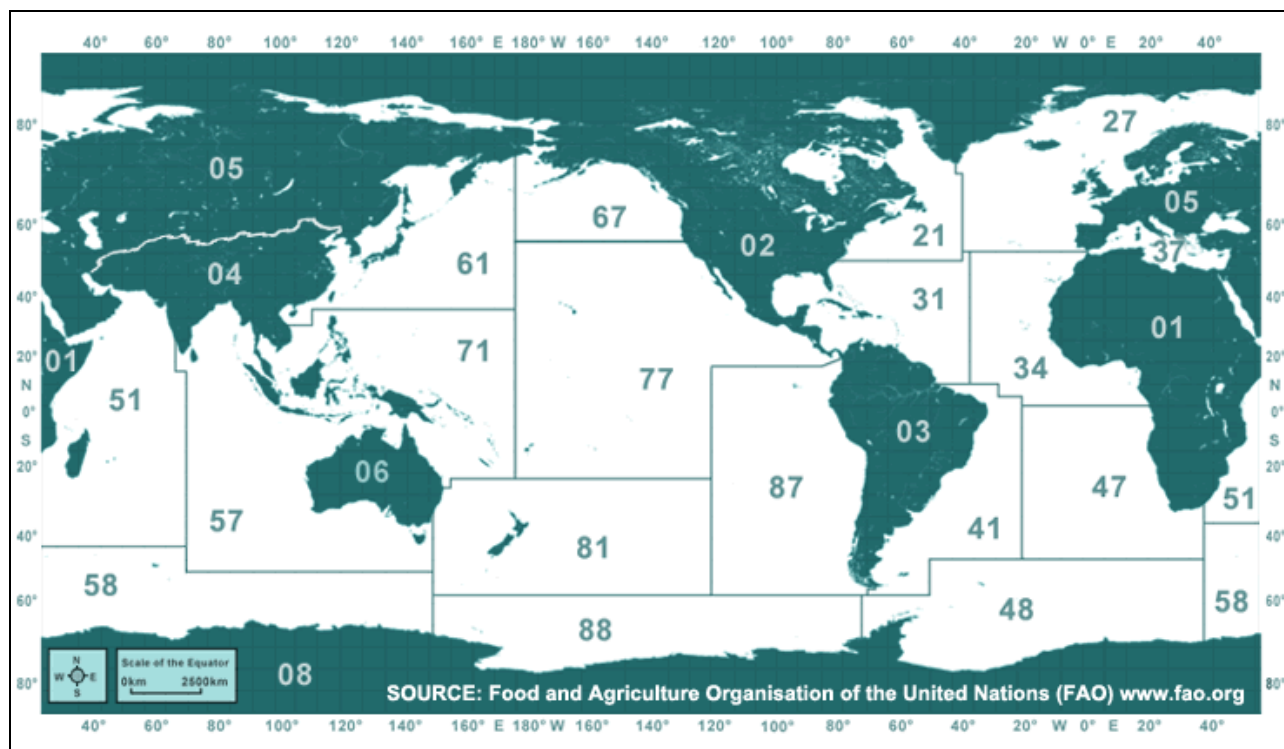 40° 60° 80° 100° 120° 140° 160° E 180° W 160° 140° 120° 100° 80° 60° 40° 20° W 0° E 20° 40°
80° 27 80°
05
05
60° 67 02 21 60°
37
61
04
40° 31 40°
01
20° 01 71 34 20°
N 77 N
51
0° 0°
03
S S
20° 06 20°
87 47 51
57 41
40° 81 40°
58 58
60° 48 60°
88
N
W E
S
Scale of the Equator
0km 2500km
08
80° 80°
SOURCE: Food and Agriculture Organisation of the United Nations (FAO) www.fao.org
40° 60° 80° 100° 120° 140° 160° E 180° W 160° 140° 120° 100° 80° 60° 40° 20° W 0° E 20° 40°